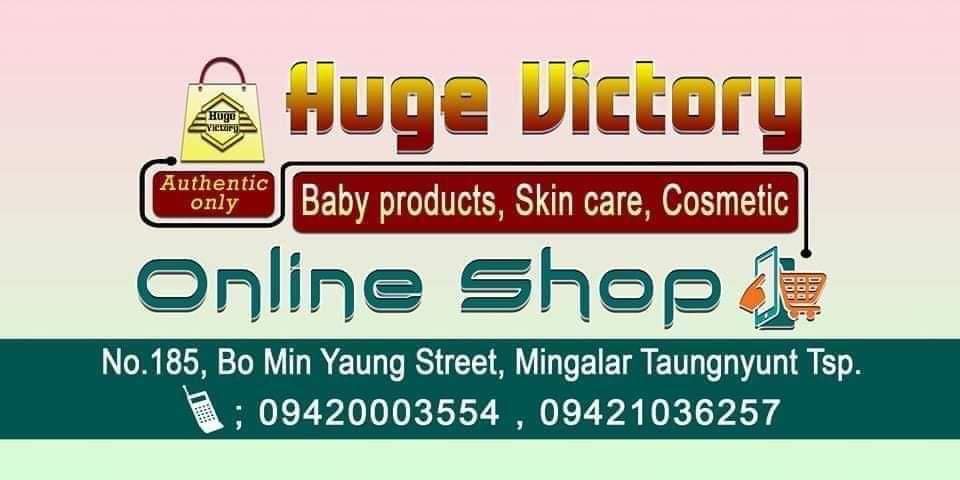 Huge Victory
Huge
Victory
Authentic
only
Baby products, Skin care, Cosmetic
Online Shop
No.185, Bo Min Yaung Street, Mingalar Taungnyunt Tsp.
; 09420003554 , 09421036257